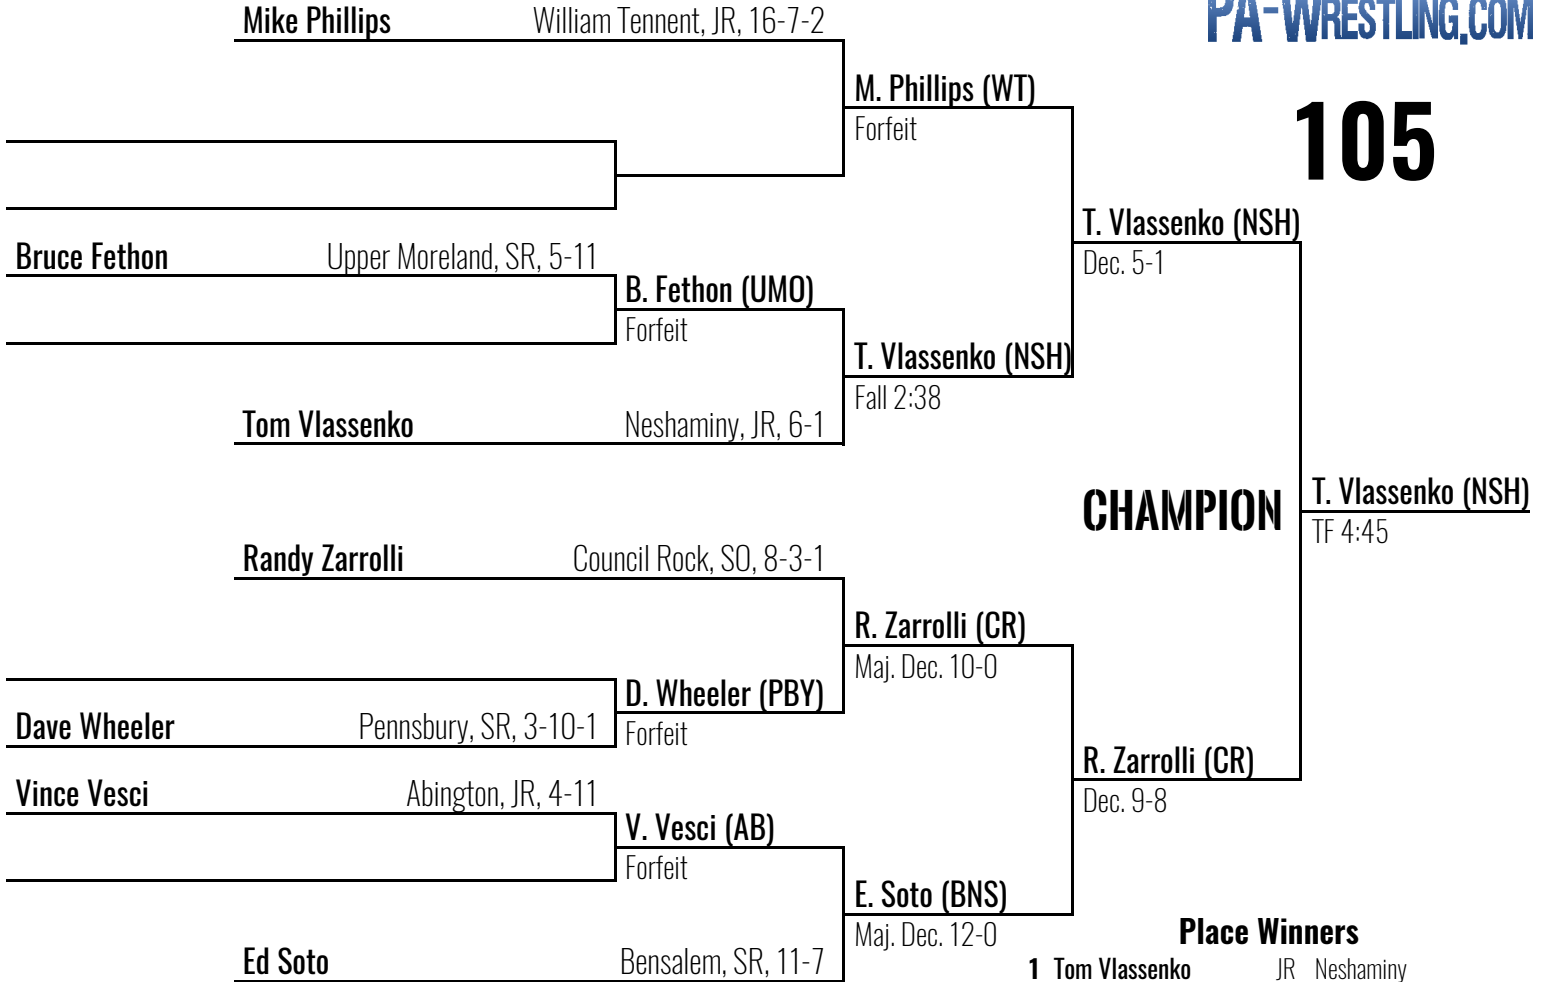 Mike Phillips William Tennent, JR, 16-7-2
PA-WRESTLING.COM
M. Phillips (WT)
Forfeit
105
T. Vlassenko (NSH)
Dec. 5-1
Bruce Fethon Upper Moreland, SR, 5-11
B. Fethon (UMO)
Forfeit
T. Vlassenko (NSH)
Fall 2:38
Tom Vlassenko Neshaminy, JR, 6-1
CHAMPION
T. Vlassenko (NSH)
TF 4:45
Randy Zarrolli Council Rock, SO, 8-3-1
R. Zarrolli (CR)
Maj. Dec. 10-0
D. Wheeler (PBY)
Forfeit
Dave Wheeler Pennsbury, SR, 3-10-1
R. Zarrolli (CR)
Dec. 9-8
Vince Vesci Abington, JR, 4-11
V. Vesci (AB)
Forfeit
E. Soto (BNS)
Maj. Dec. 12-0
Ed Soto Bensalem, SR, 11-7
Place Winners
1 Tom Vlassenko JR Neshaminy